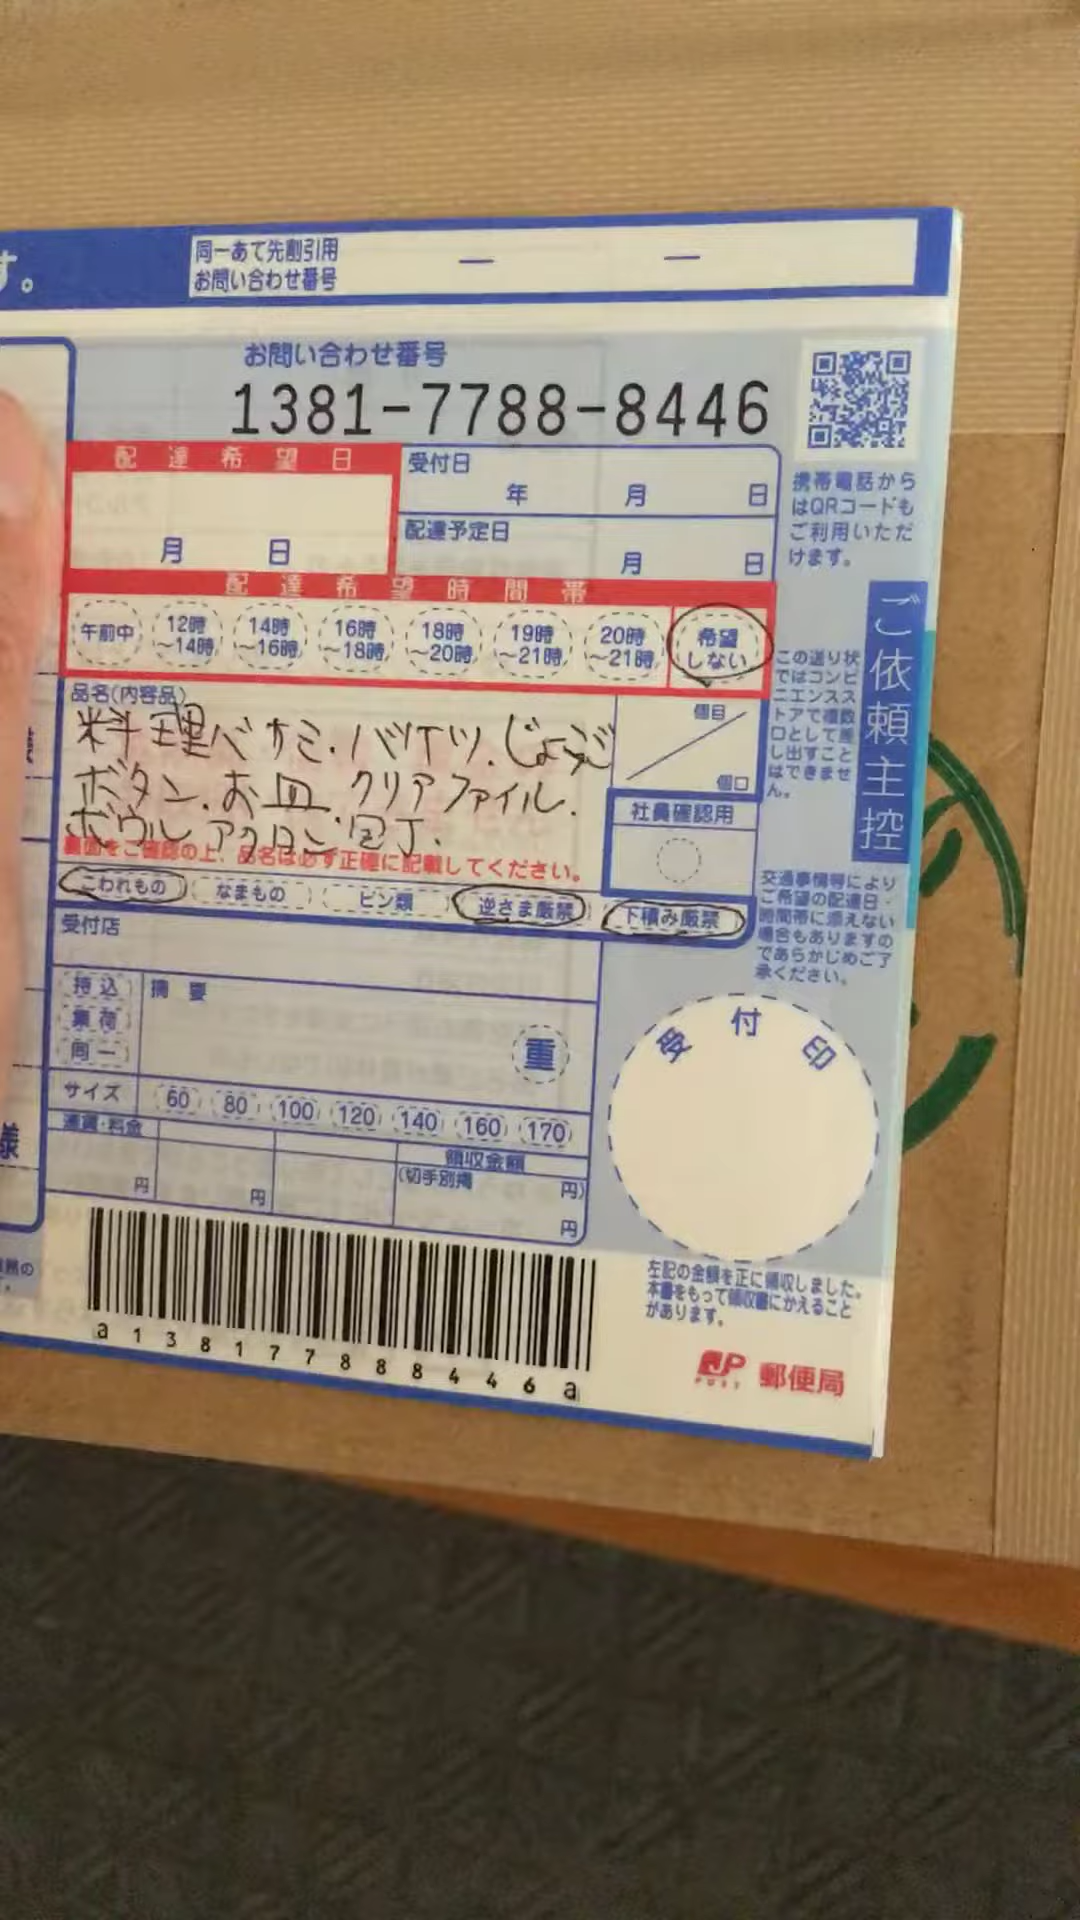 す。
同一あて先割引用
お問い合わせ番号
お問い合わせ番号
1381-7788-8446
配達希望日
月 日
受付日
年 月 日
配達予定日
月 日
携帯電話から
はQRコードも
ご利用いただ
けます。
配達希望時間帯
午前中
12時
~14時
14時
~16時
16時
~18時
18時
~20時
19時
~21時
20時
~21時
希望
しない
この送り状
ではコンビ
ニエンスス
トアで複数
口として差
し出すこと
はできませ
ん。
ご依頼主控
品名(内容品)
料理バサミ.バケツ.じょうぶ
ボタン.お皿.クリアファイル.
ボウル.アクロン.包丁.
裏面をご確認の上、品名は必ず正確に記載してください。
個目
個口
社員確認用
こわれもの
なまもの
ビン類
逆さま厳禁
下積み厳禁
交通事情等により
ご希望の配達日・
時間帯に添えない
場合もありますの
であらかじめご了
承ください。
受付店
持込
集荷
同一
摘要
重
受付印
サイズ
60 80 100 120 140 160 170
運賃・料金
円
円
領収金額
(切手別掲 円)
円
様
左記の金額を正に領収しました。
本書をもって領収書にかえること
があります。
a138177888446a
JP
POST
郵便局